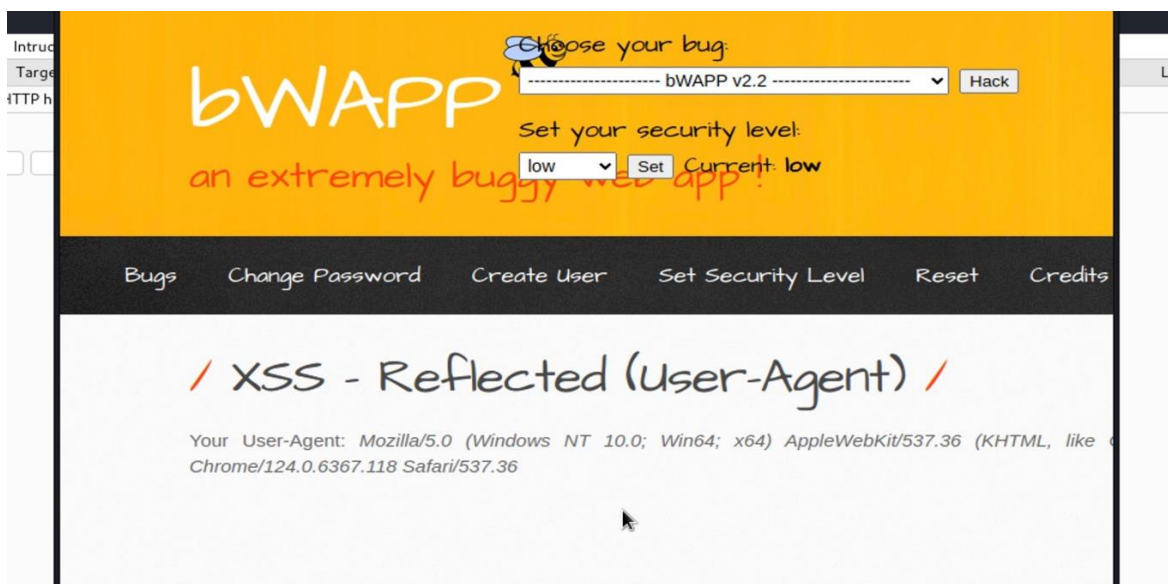 Choose your bug:
Intruc
Targe
bWAPP
---------------------- bWAPP v2.2 -----------------------
Hack
HTTP h
Set your security level:
low
Set
Current: low
an extremely buggy web app !
Bugs
Change Password
Create User
Set Security Level
Reset
Credits
/ XSS - Reflected (User-Agent) /
Your User-Agent: Mozilla/5.0 (Windows NT 10.0; Win64; x64) AppleWebKit/537.36 (KHTML, like
Chrome/124.0.6367.118 Safari/537.36